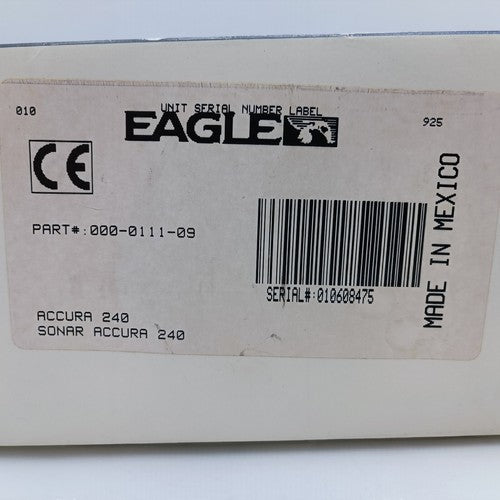 010
UNIT SERIAL NUMBER LABEL
925
EAGLE
CE
PART#:000-0111-09
SERIAL#:010608475
MADE IN MEXICO
ACCURA 240
SONAR ACCURA 240